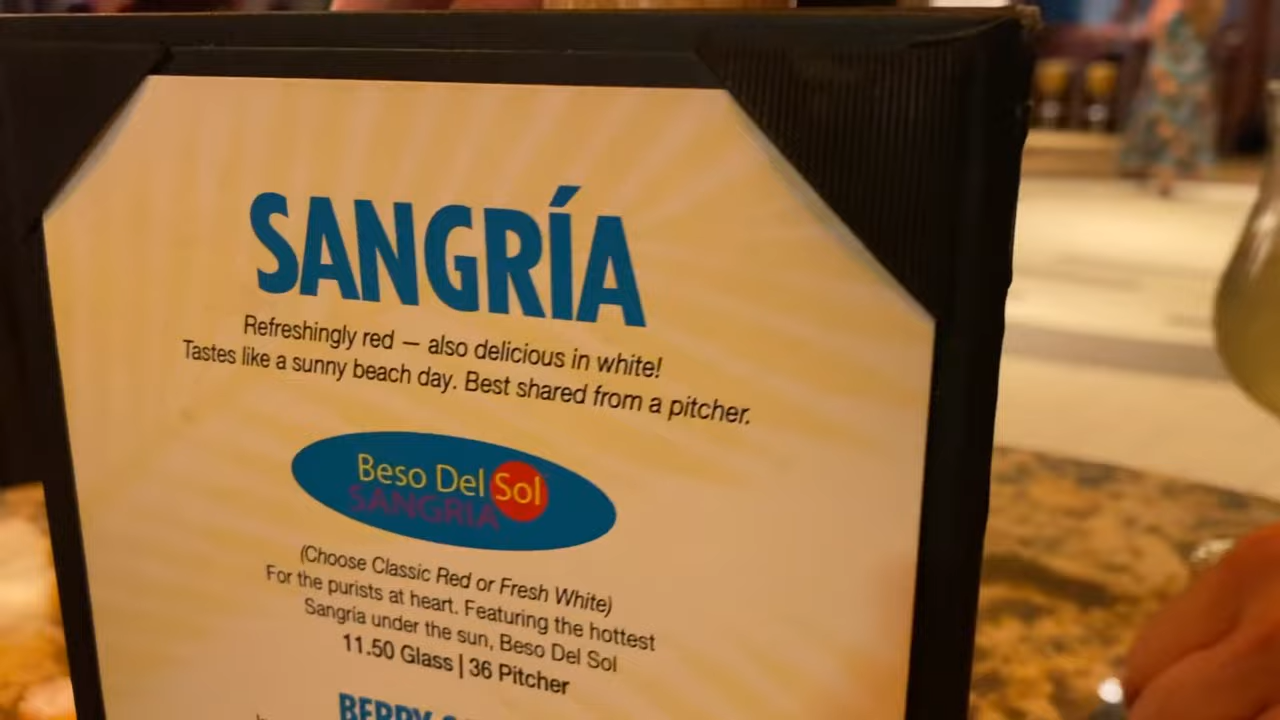 SANGRÍA
Refreshingly red — also delicious in white!
Tastes like a sunny beach day. Best shared from a pitcher.
Beso Del Sol
SANGRIA
(Choose Classic Red or Fresh White)
For the purists at heart. Featuring the hottest
Sangria under the sun, Beso Del Sol
11.50 Glass | 36 Pitcher
BERRY